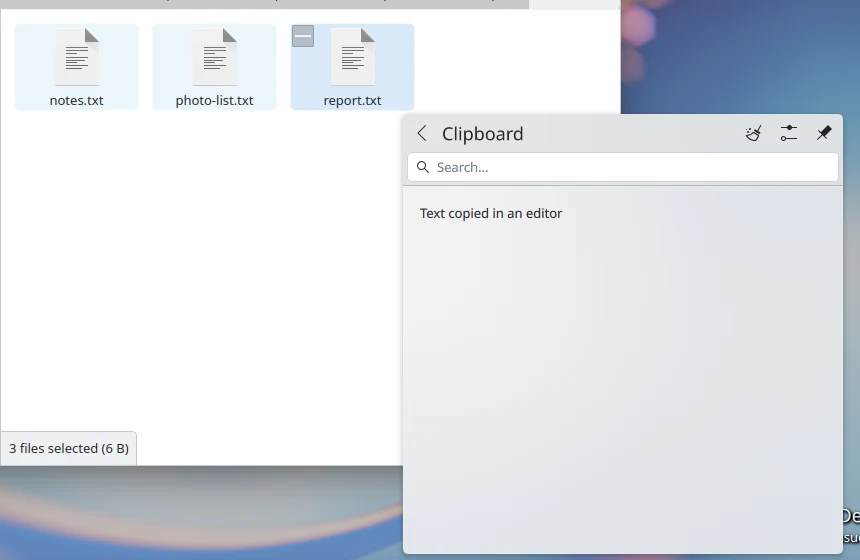 notes.txt
photo-list.txt
report.txt
Clipboard
Search...
Text copied in an editor
3 files selected (6 B)